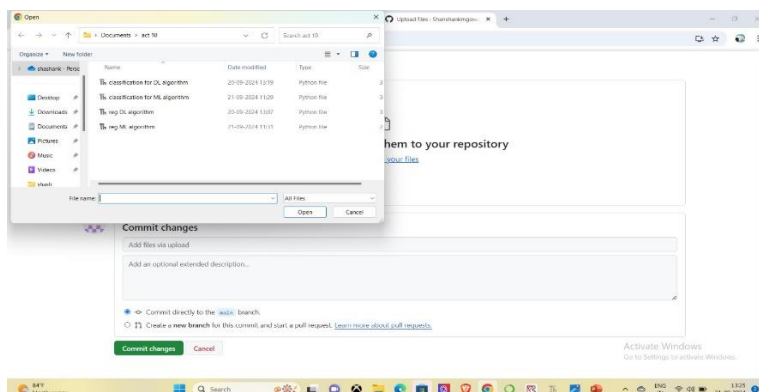 Open
Upload files · Shanshankmgow
Documents > act 10
Search act 10
Organize
New folder
shashank - Perso
Name
Date modified
Type
Size
classification for DL algorithm
20-09-2024 13:19
Python file
3
classification for ML algorithm
21-09-2024 11:20
Python file
3
reg DL algorithm
20-09-2024 13:07
Python file
3
reg ML algorithm
21-09-2024 11:31
Python file
Desktop
Downloads
Documents
Pictures
Music
Videos
File name:
All Files
Open
Cancel
hem to your repository
your files
Commit changes
Add files via upload
Add an optional extended description...
Commit directly to the main branch.
Create a new branch for this commit and start a pull request. Learn more about pull requests.
Commit changes
Cancel
Activate Windows
Go to Settings to activate Windows.
84°F
Search
ENG
13:25